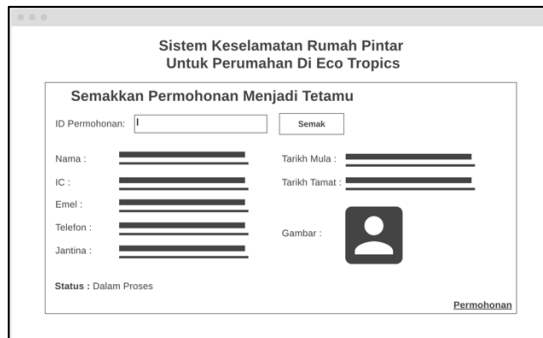 Sistem Keselamatan Rumah Pintar
Untuk Perumahan Di Eco Tropics
Semakkan Permohonan Menjadi Tetamu
ID Permohonan:
Semak
Nama :
Tarikh Mula :
IC :
Tarikh Tamat :
Emel :
Telefon :
Gambar :
Jantina :
Status : Dalam Proses
Permohonan